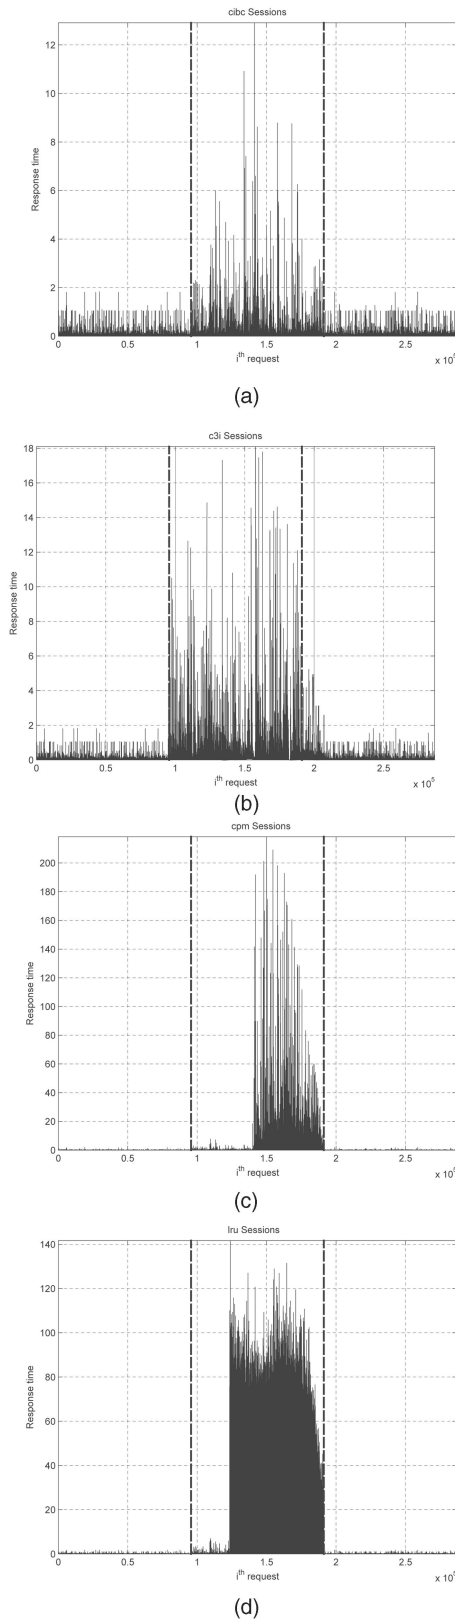 cibc Sessions
12
10
8
6
4
2
0
Response time
0 0.5 1 1.5 2 2.5
x 10⁵
iᵗʰ request
(a)
c3i Sessions
18
16
14
12
10
8
6
4
2
0
Response time
0 0.5 1 1.5 2 2.5
x 10⁵
iᵗʰ request
(b)
cpm Sessions
200
180
160
140
120
100
80
60
40
20
0
Response time
0 0.5 1 1.5 2 2.5
x 10⁵
iᵗʰ request
(c)
lru Sessions
140
120
100
80
60
40
20
0
Response time
0 0.5 1 1.5 2 2.5
x 10⁵
iᵗʰ request
(d)